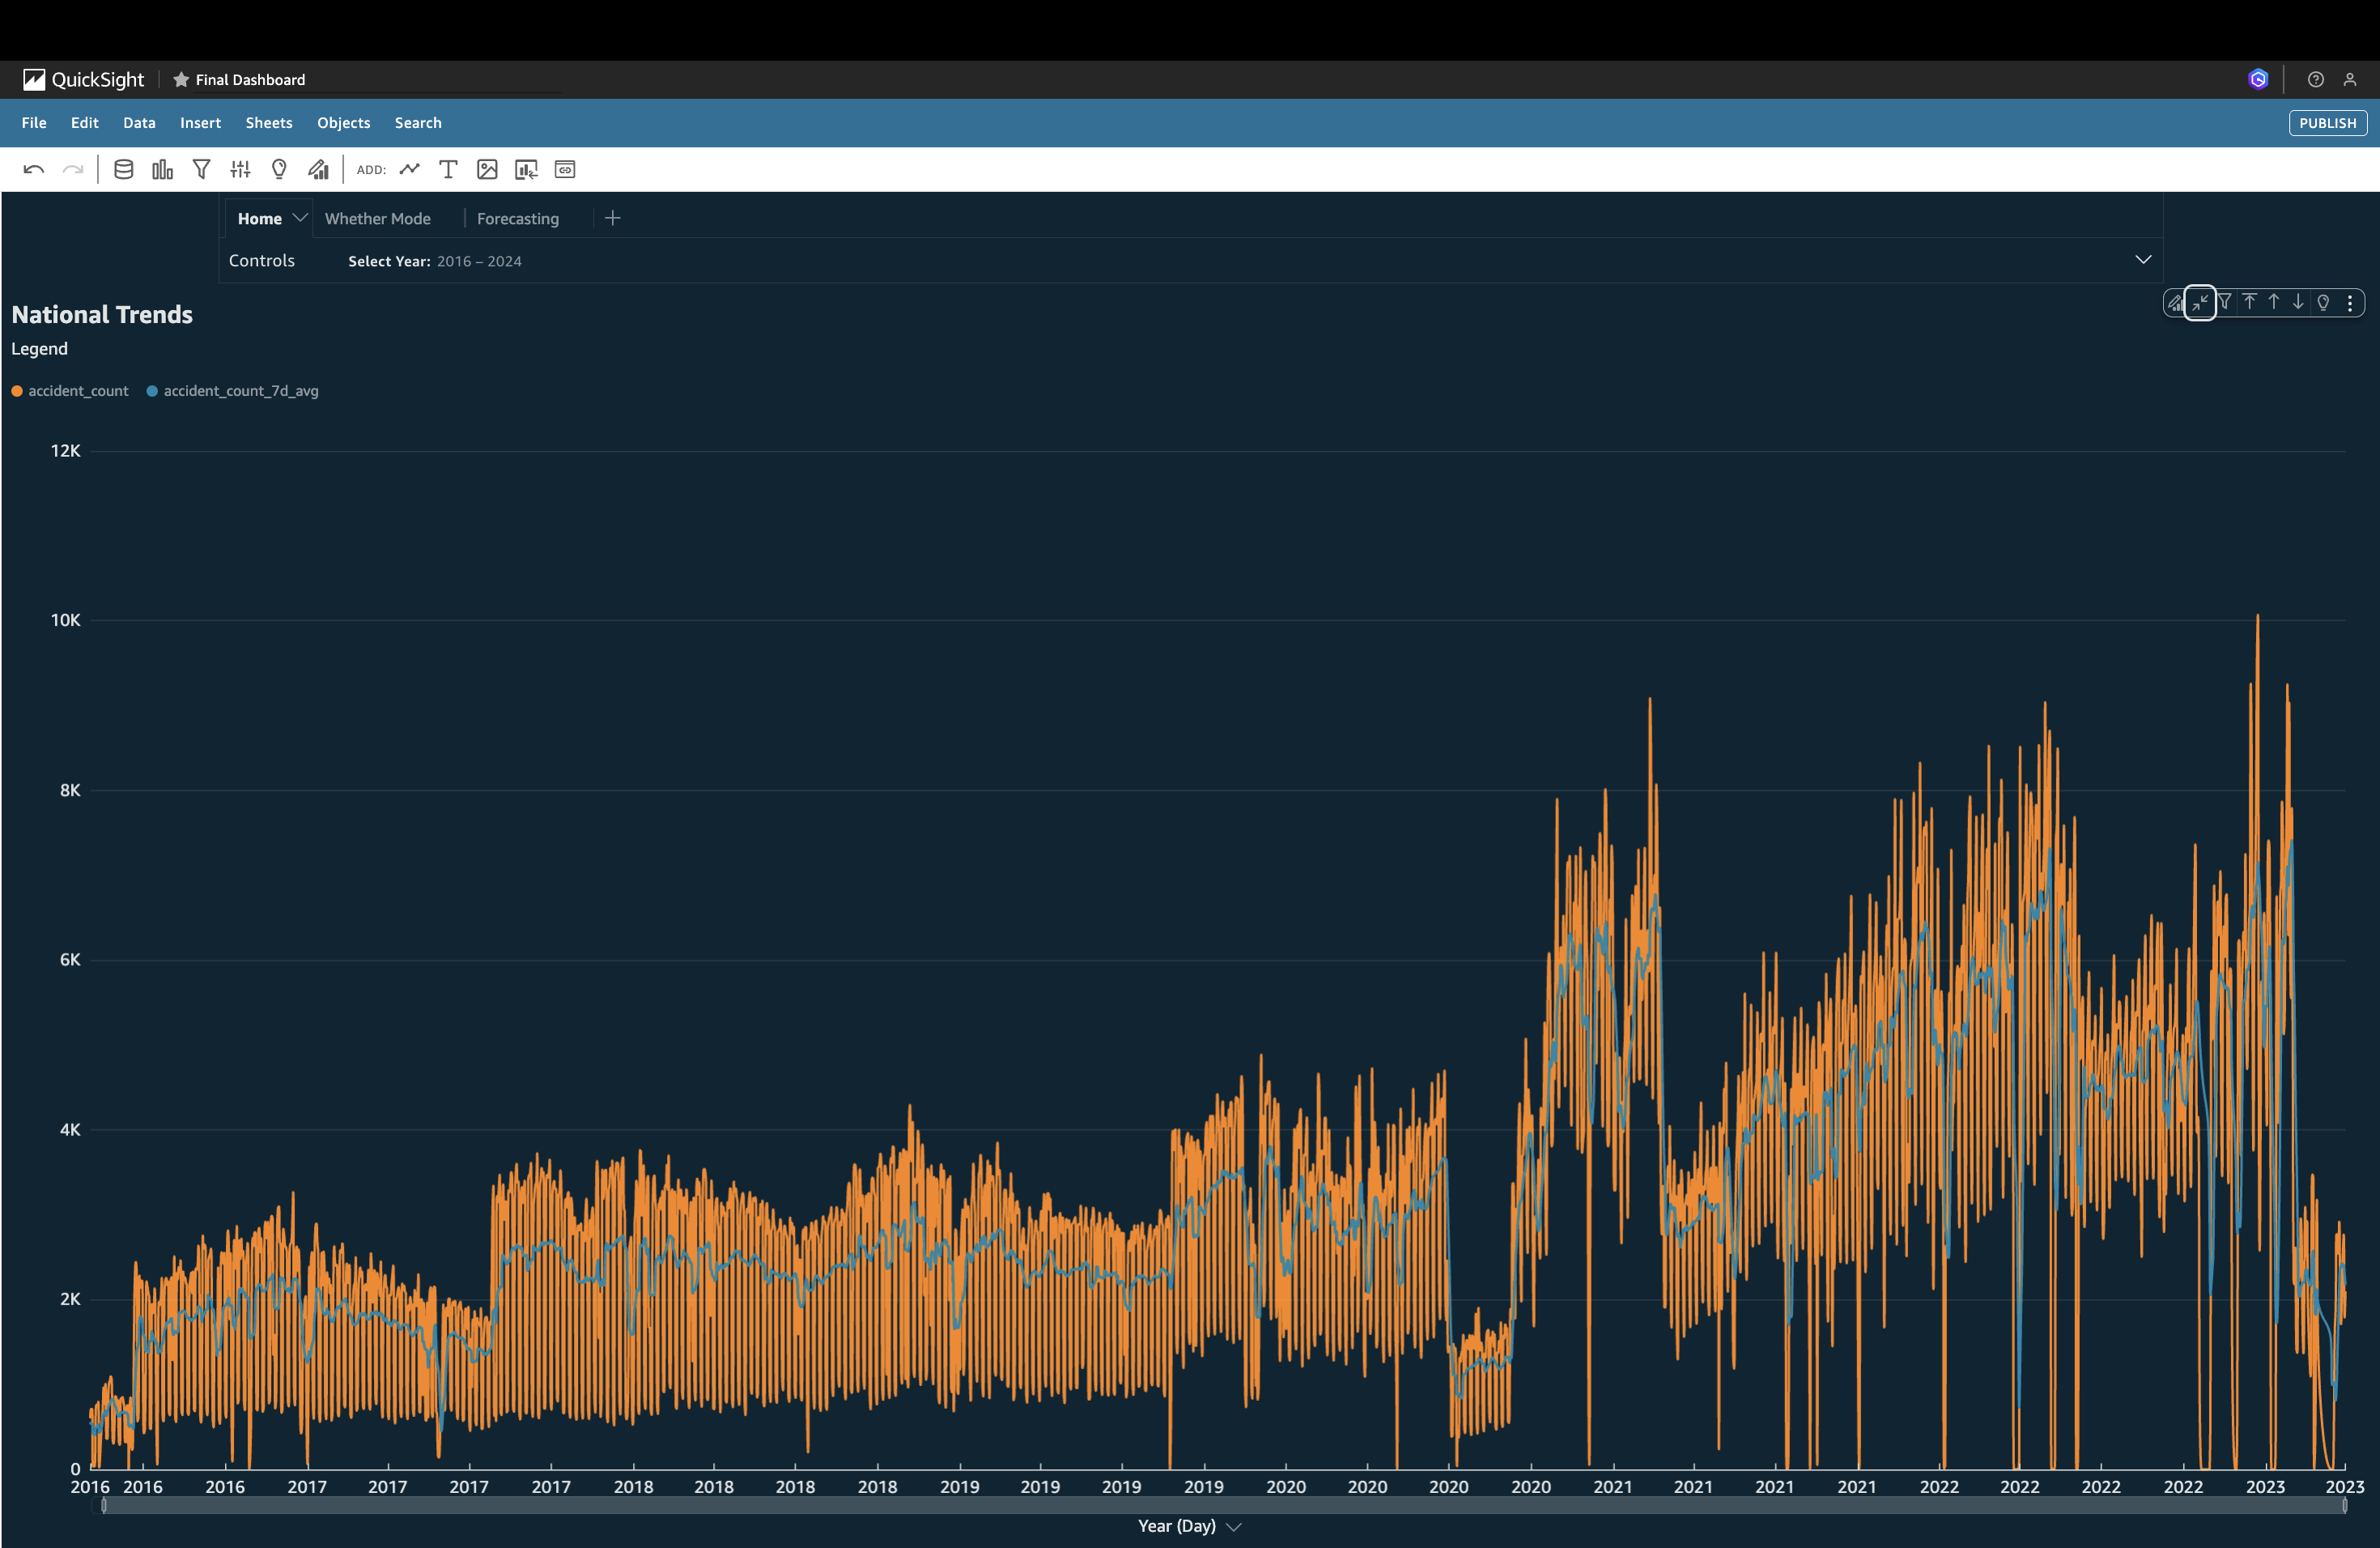 QuickSight Final Dashboard
File Edit Data Insert Sheets Objects Search PUBLISH
ADD:
Home Whether Mode Forecasting
Controls Select Year: 2016 – 2024
National Trends
Legend
accident_count accident_count_7d_avg
12K
10K
8K
6K
4K
2K
0
2016 2016 2016 2017 2017 2017 2017 2018 2018 2018 2018 2019 2019 2019 2019 2020 2020 2020 2020 2021 2021 2021 2021 2022 2022 2022 2022 2023 2023
Year (Day)